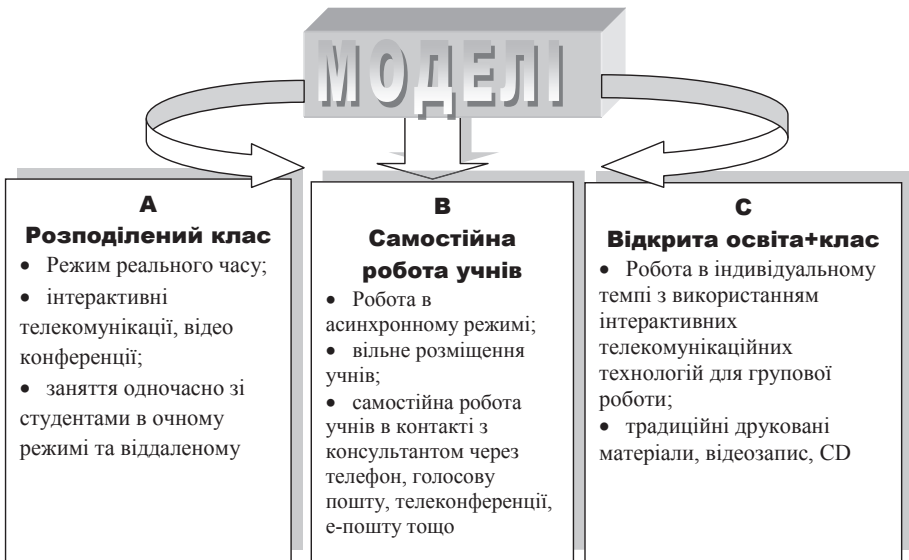 МОДЕЛІ
А
Розподілений клас
• Режим реального часу;
• інтерактивні
телекомунікації, відео
конференції;
• заняття одночасно зі
студентами в очному
режимі та віддаленому
В
Самостійна
робота учнів
• Робота в
асинхронному режимі;
• вільне розміщення
учнів;
• самостійна робота
учнів в контакті з
консультантом через
телефон, голосову
пошту, телеконференції,
е-пошту тощо
С
Відкрита освіта+клас
• Робота в індивідуальному
темпі з використанням
інтерактивних
телекомунікаційних
технологій для групової
роботи;
• традиційні друковані
матеріали, відеозапис, CD